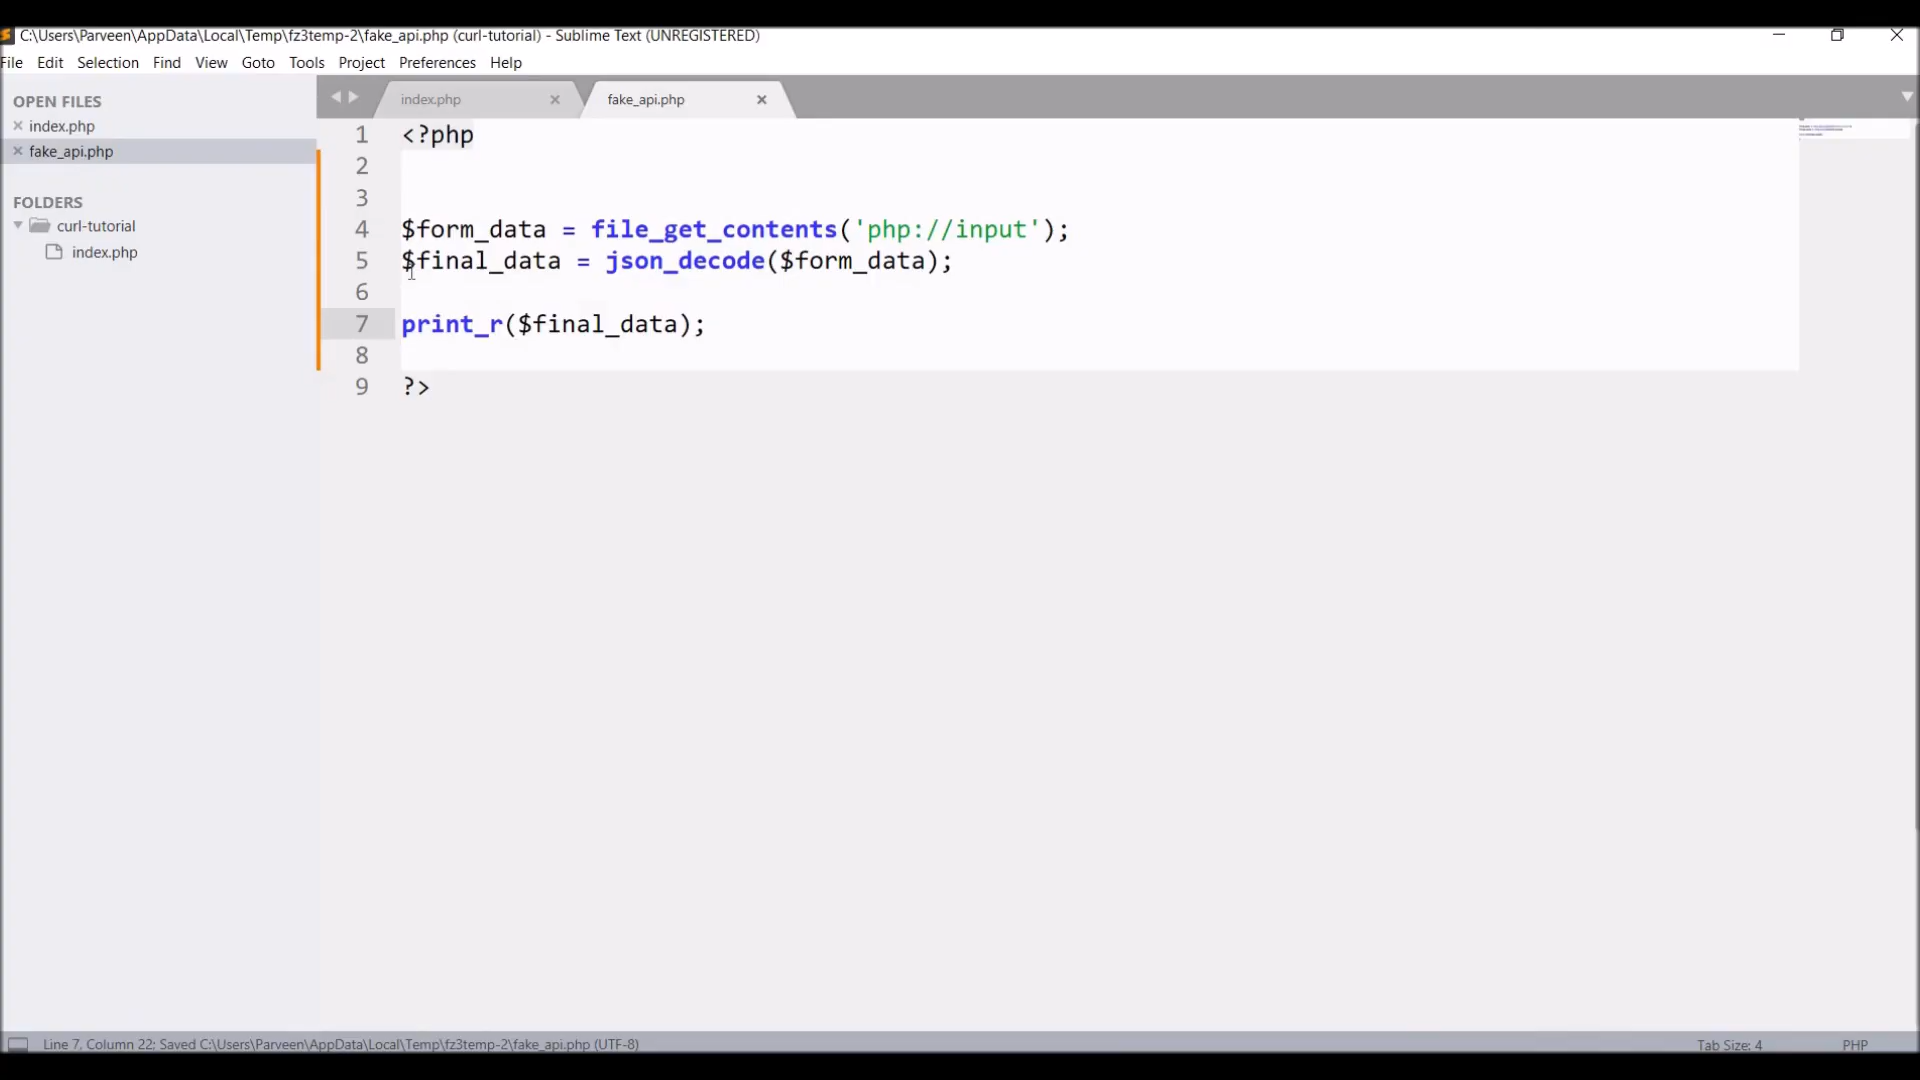 C:\Users\Parveen\AppData\Local\Temp\fz3temp-2\fake_api.php (curl-tutorial) - Sublime Text (UNREGISTERED)
File Edit Selection Find View Goto Tools Project Preferences Help
OPEN FILES
index.php
fake_api.php
FOLDERS
curl-tutorial
index.php
index.php fake_api.php
1 <?php
2
3
4 $form_data = file_get_contents('php://input');
5 $final_data = json_decode($form_data);
6
7 print_r($final_data);
8
9 ?>
Line 7, Column 22; Saved C:\Users\Parveen\AppData\Local\Temp\fz3temp-2\fake_api.php (UTF-8) Tab Size: 4 PHP